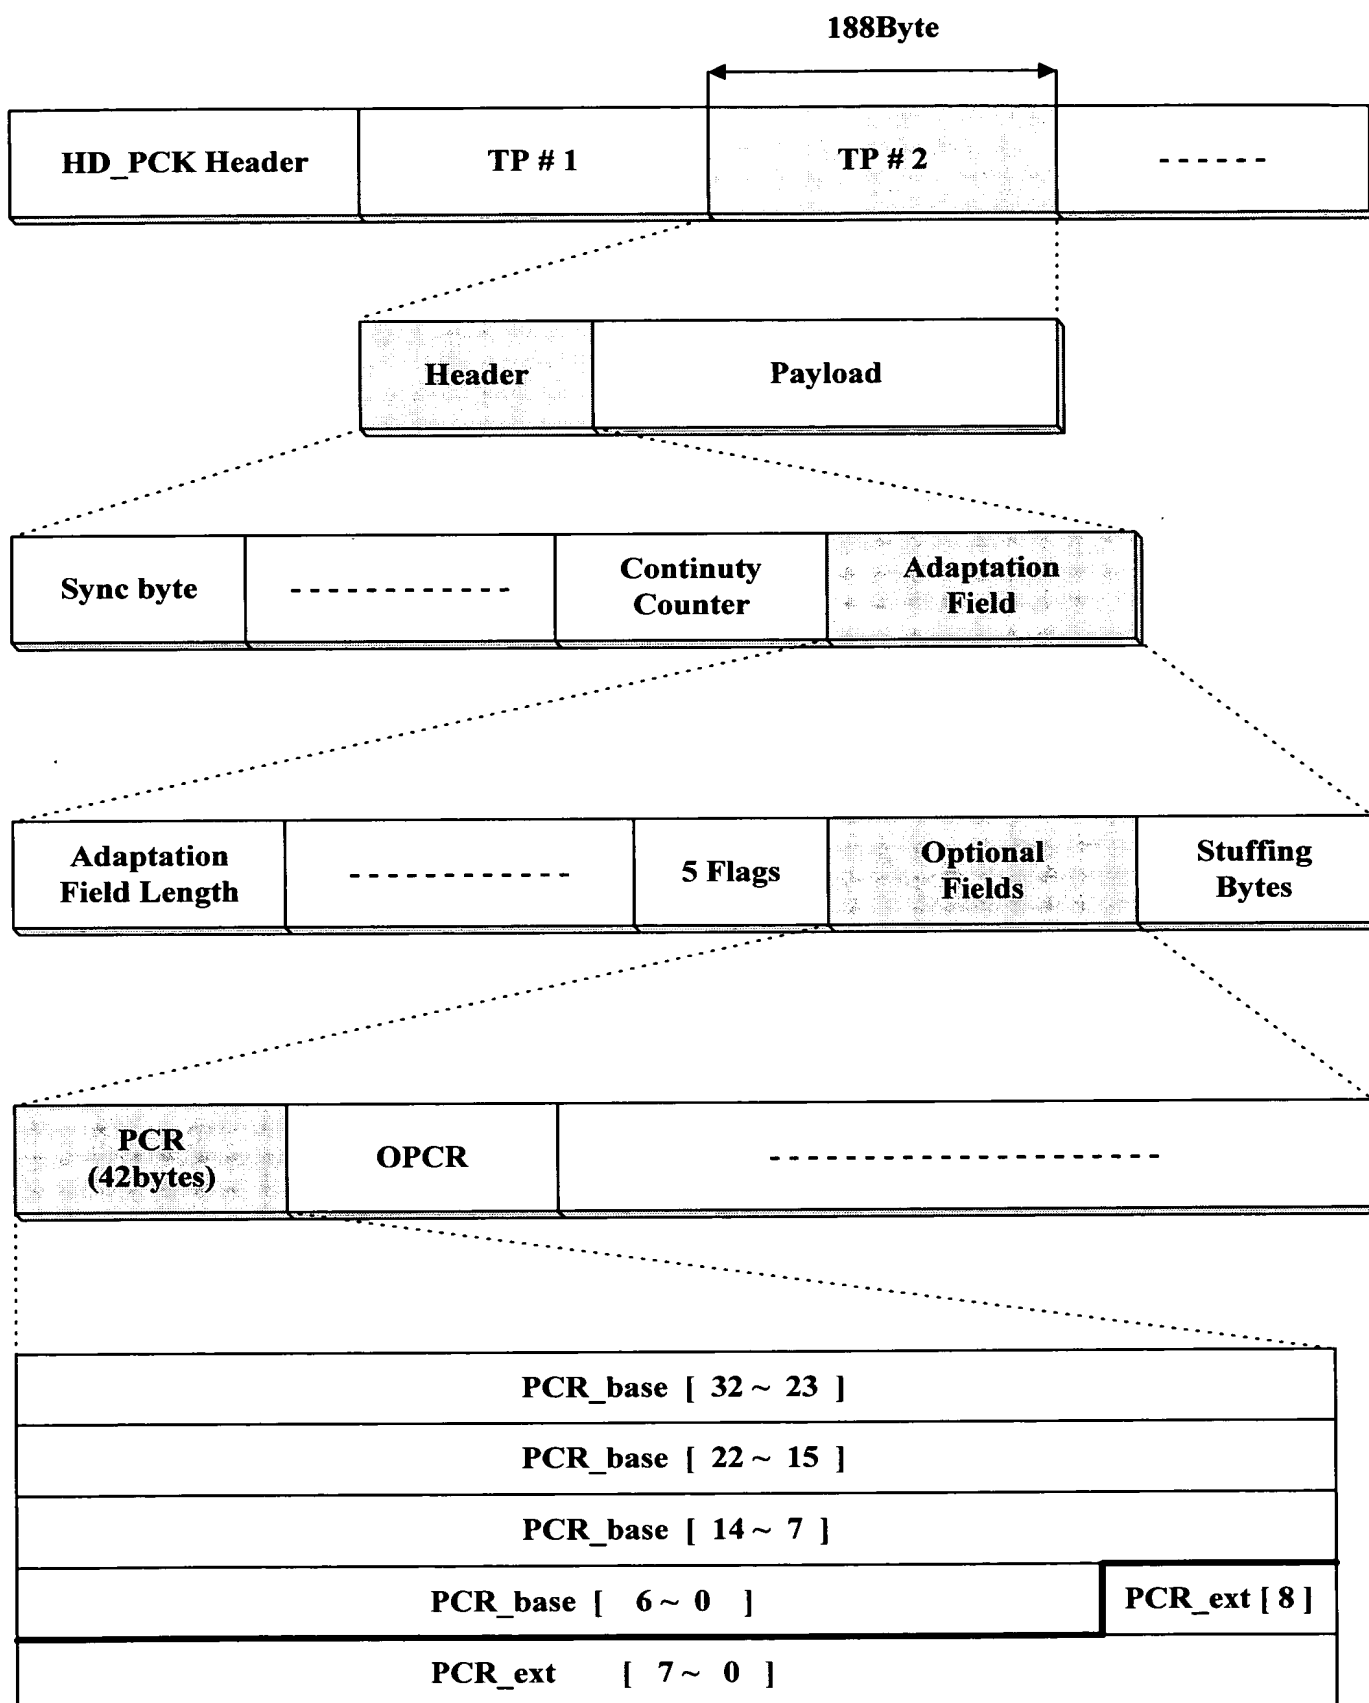 188Byte
HD_PCK Header
TP # 1
TP # 2
------
Header
Payload
Sync byte
------------
Continuty
Counter
Adaptation
Field
Adaptation
Field Length
------------
5 Flags
Optional
Fields
Stuffing
Bytes
PCR
(42bytes)
OPCR
---------------------
PCR_base [ 32 ~ 23 ]
PCR_base [ 22 ~ 15 ]
PCR_base [ 14 ~ 7 ]
PCR_base [ 6 ~ 0 ]
PCR_ext [ 8 ]
PCR_ext [ 7 ~ 0 ]